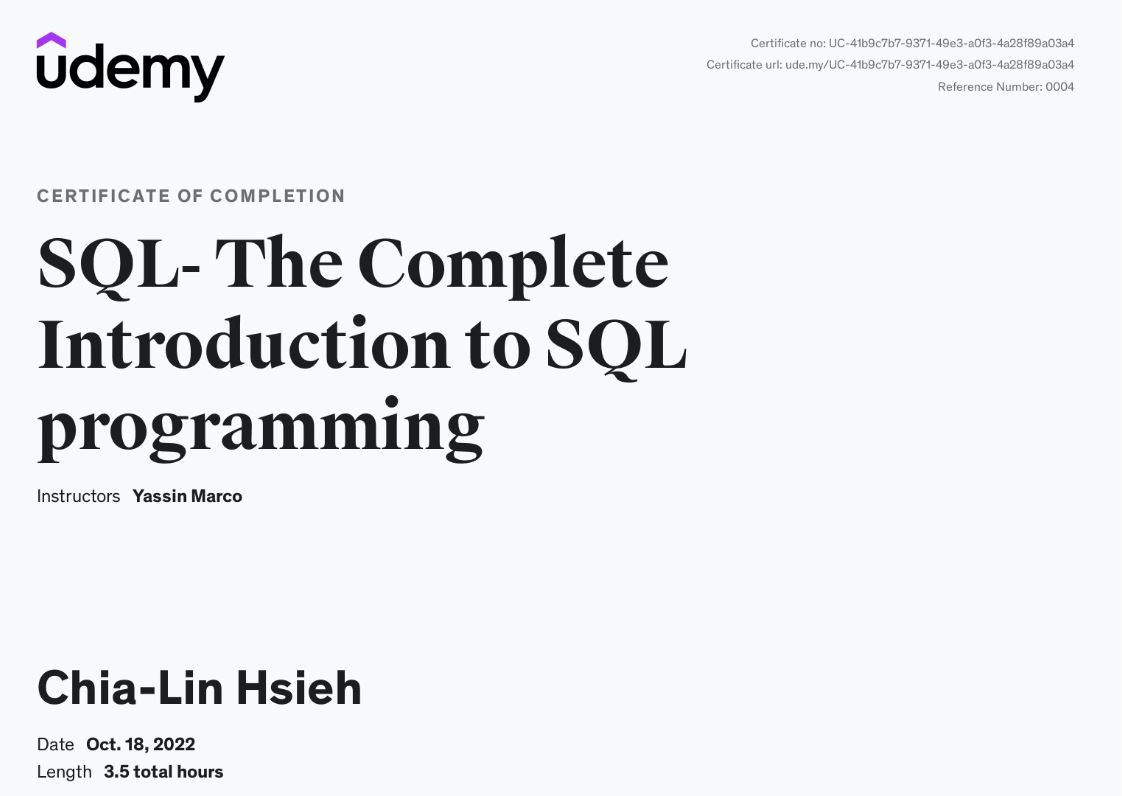 ûdemy
Certificate no: UC-41b9c7b7-9371-49e3-a0f3-4a28f89a03a4
Certificate url: ude.my/UC-41b9c7b7-9371-49e3-a0f3-4a28f89a03a4
Reference Number: 0004
CERTIFICATE OF COMPLETION
SQL- The Complete
Introduction to SQL
programming
Instructors Yassin Marco
Chia-Lin Hsieh
Date Oct. 18, 2022
Length 3.5 total hours